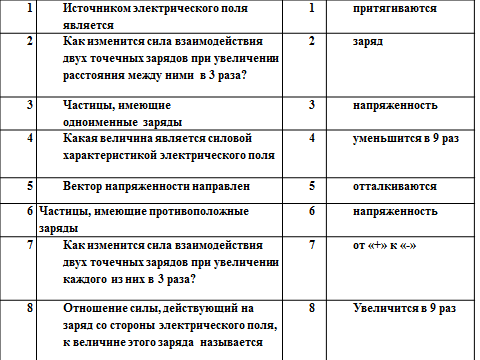 1 Источником электрического поля 1 притягиваются
является
2 Как изменится сила взаимодействия 2 заряд
двух точечных зарядов при увеличении
расстояния между ними в 3 раза?
3 Частицы, имеющие 3 напряженность
одноименные заряды
4 Какая величина является силовой 4 уменьшится в 9 раз
характеристикой электрического поля
5 Вектор напряженности направлен 5 отталкиваются
6 Частицы, имеющие противоположные 6 напряженность
заряды
7 Как изменится сила взаимодействия 7 от «+» к «-»
двух точечных зарядов при увеличении
каждого из них в 3 раза?
8 Отношение силы, действующий на 8 Увеличится в 9 раз
заряд со стороны электрического поля,
к величине этого заряда называется